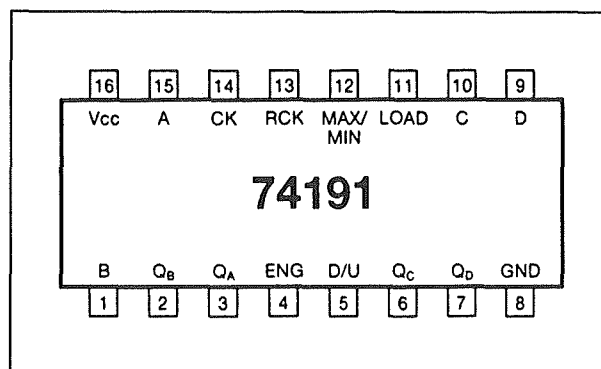 16 15 14 13 12 11 10 9
Vcc A CK RCK MAX/MIN LOAD C D
74191
B QB QA ENG D/U QC QD GND
1 2 3 4 5 6 7 8